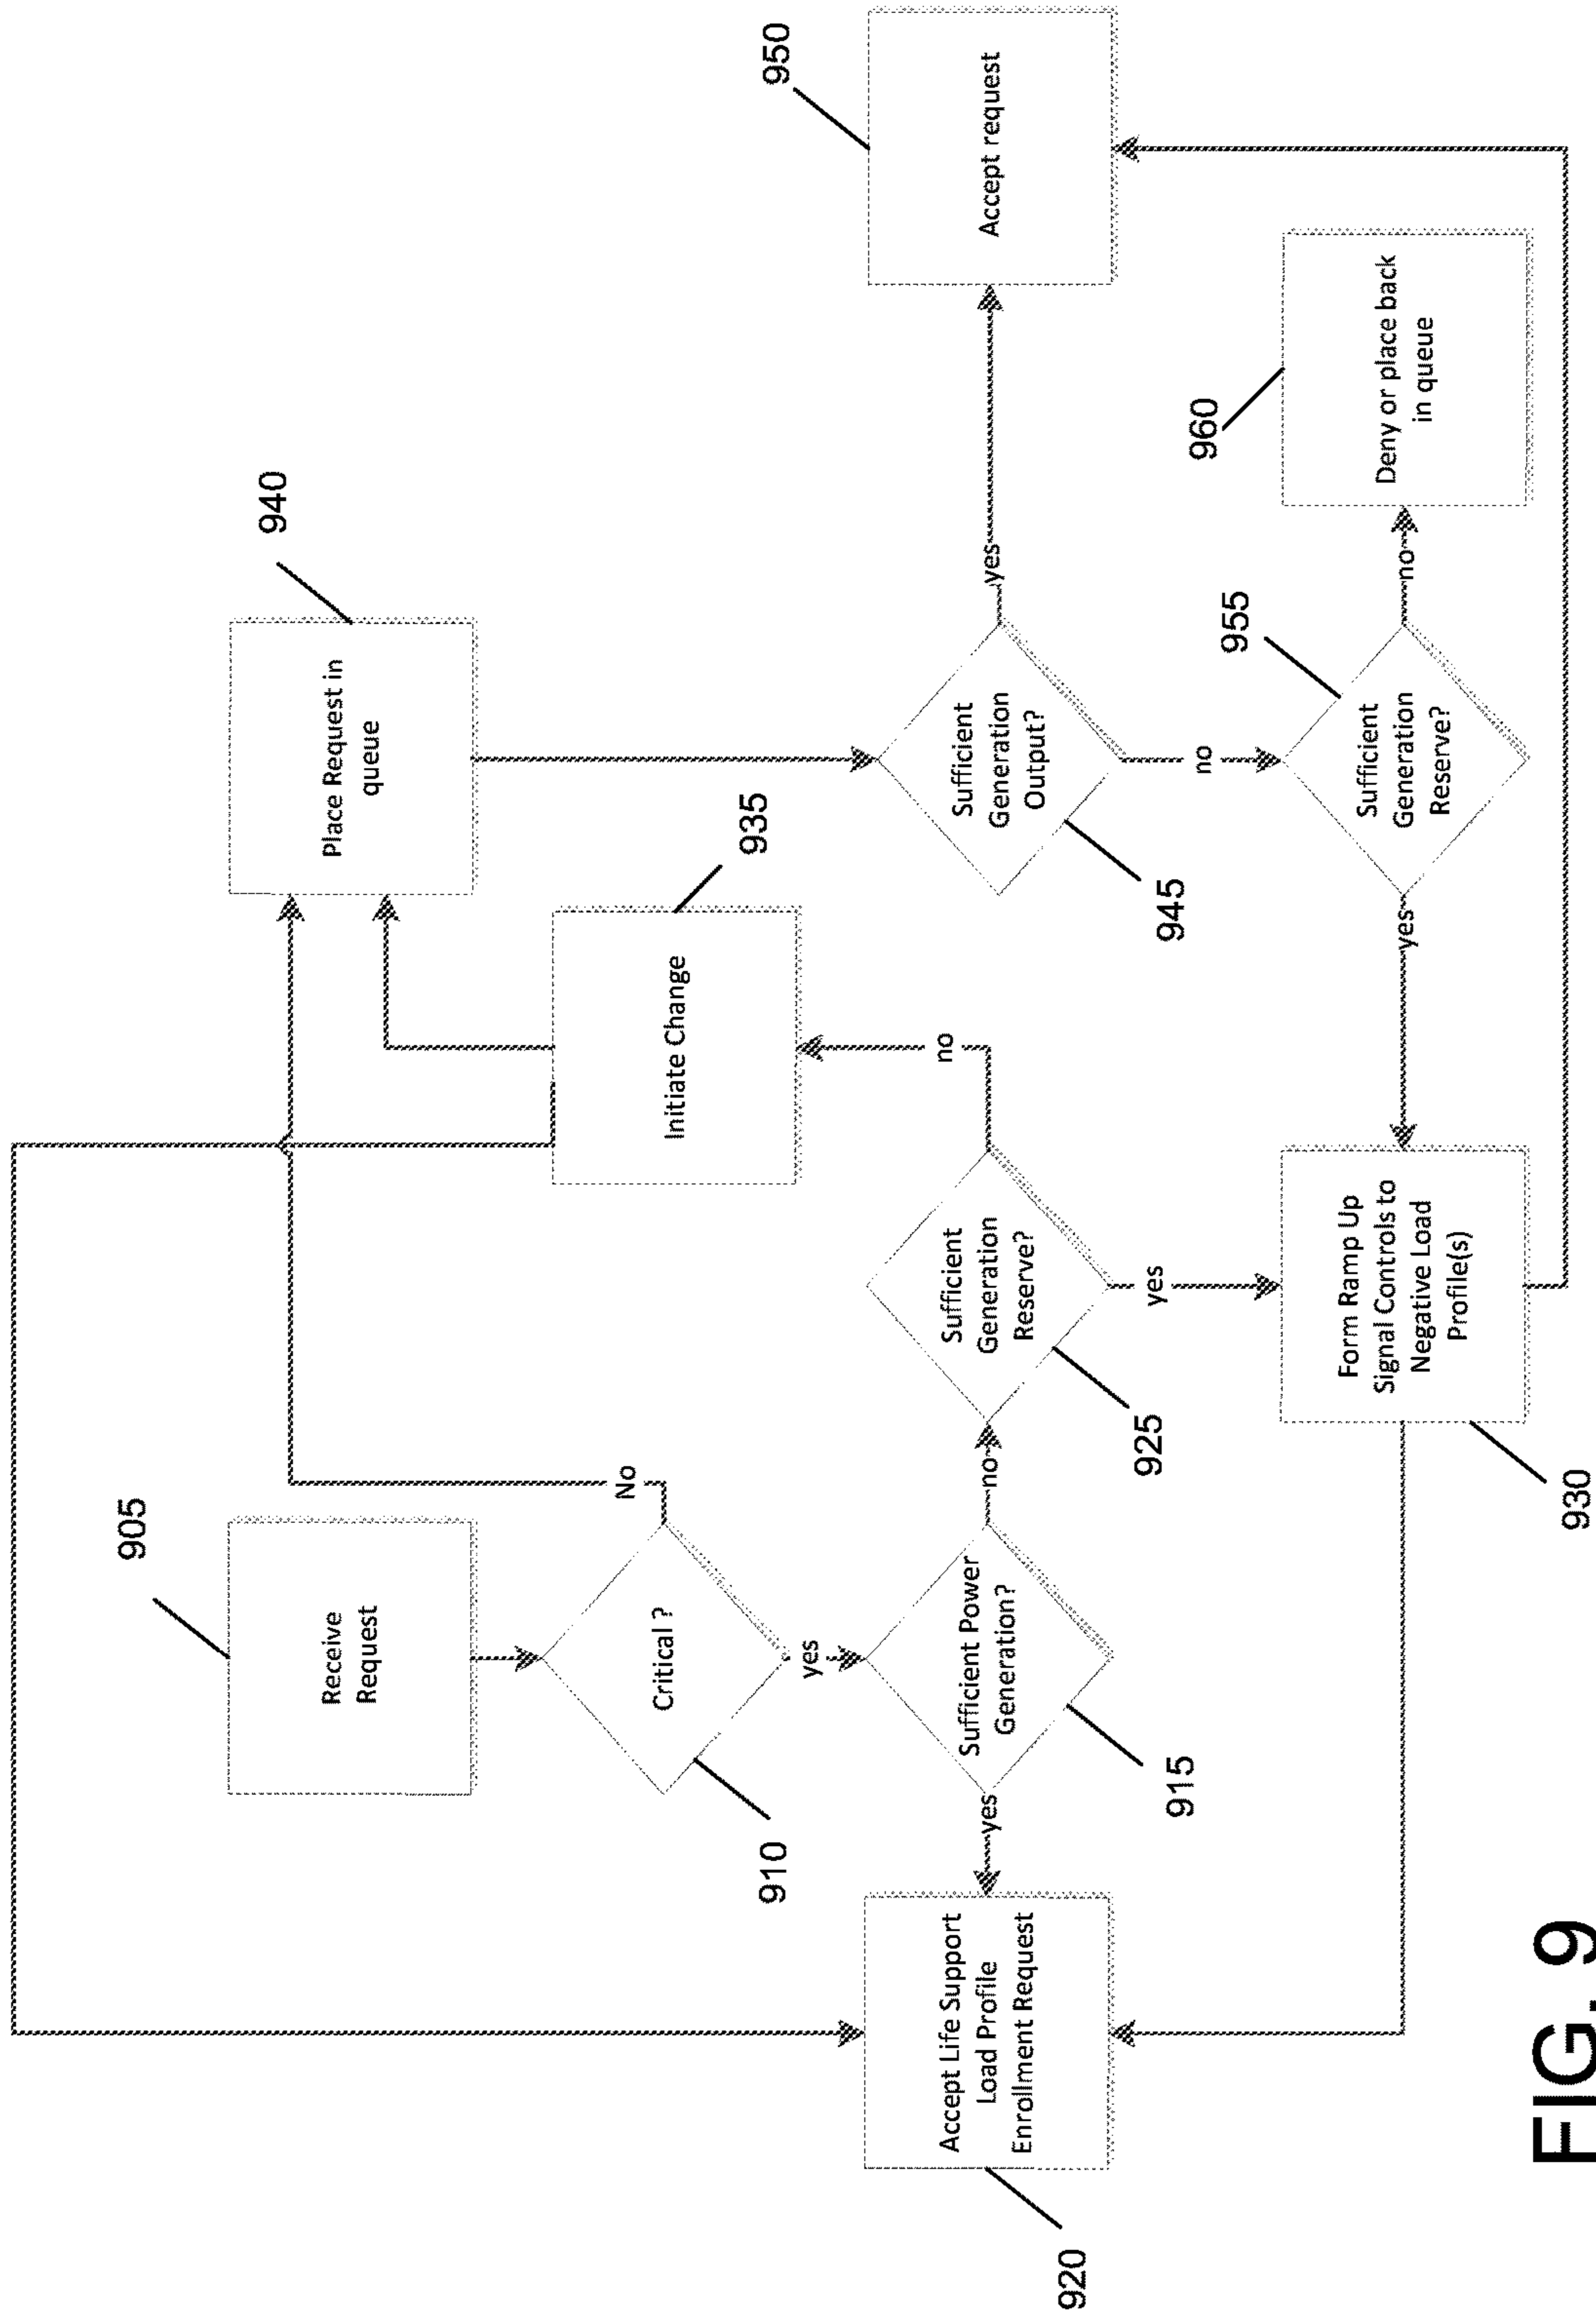 905
Receive
Request
940
Place Request in
queue
No
Critical ?
910
yes
Initiate Change
935
no
Accept Life Support
Load Profile
Enrollment Request
920
yes
Sufficient Power
Generation?
915
no
Sufficient
Generation
Reserve?
925
yes
Sufficient
Generation
Output?
945
yes
no
Accept request
950
Form Ramp Up
Signal Controls to
Negative Load
Profile(s)
930
yes
Sufficient
Generation
Reserve?
955
no
Deny or place back
in queue
960
FIG. 9